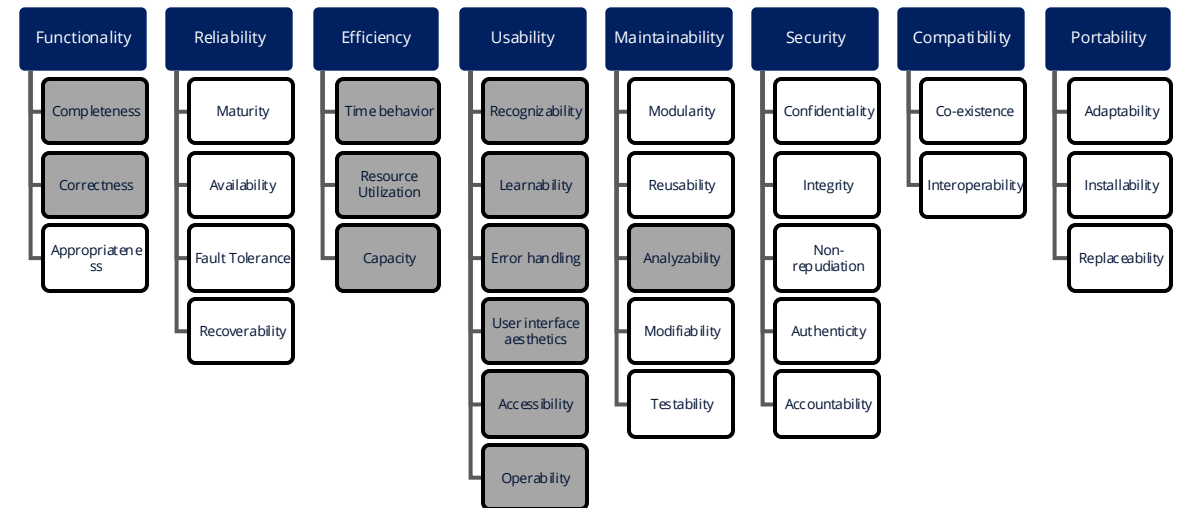 Functionality
Completeness
Correctness
Appropriatene
ss
Reliability
Maturity
Availability
Fault Tolerance
Recoverability
Efficiency
Time behavior
Resource
Utilization
Capacity
Usability
Recognizability
Learnability
Error handling
User interface
aesthetics
Accessibility
Operability
Maintainability
Modularity
Reusability
Analyzability
Modifiability
Testability
Security
Confidentiality
Integrity
Non-
repudiation
Authenticity
Accountability
Compatibility
Co-existence
Interoperability
Portability
Adaptability
Installability
Replaceability